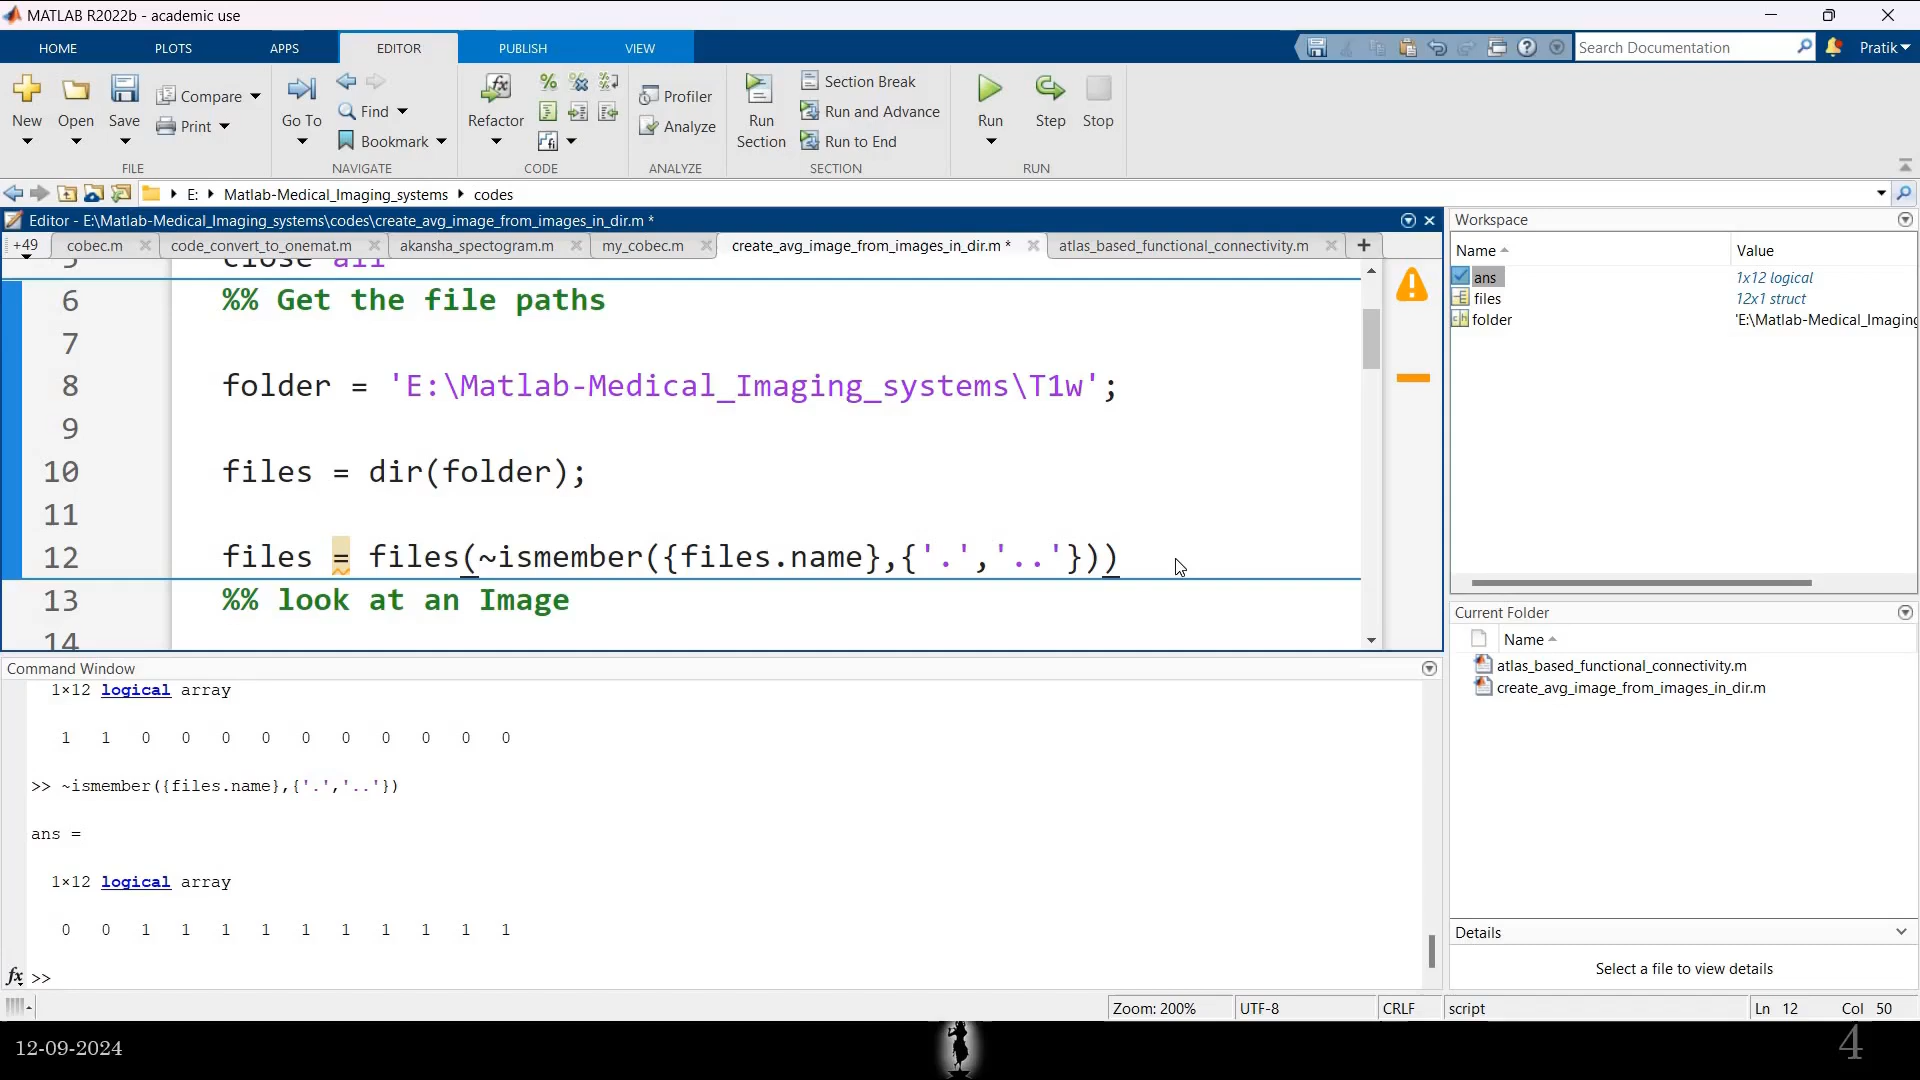 MATLAB R2022b - academic use
HOME PLOTS APPS EDITOR PUBLISH VIEW Search Documentation Pratik
New Open Save Compare Print Go To Find Bookmark Refactor Profiler Analyze Run Section Section Break Run and Advance Run to End Run Step Stop
FILE NAVIGATE CODE ANALYZE SECTION RUN
E: Matlab-Medical_Imaging_systems codes
Editor - E:\Matlab-Medical_Imaging_systems\codes\create_avg_image_from_images_in_dir.m *
+49 cobec.m code_convert_to_onemat.m akansha_spectogram.m my_cobec.m create_avg_image_from_images_in_dir.m * atlas_based_functional_connectivity.m
5 close all
6 %% Get the file paths
7
8 folder = 'E:\Matlab-Medical_Imaging_systems\T1w';
9
10 files = dir(folder);
11
12 files = files(~ismember({files.name},{'.','..'}))
13 %% look at an Image
14
Workspace
Name Value
ans 1x12 logical
files 12x1 struct
folder 'E:\Matlab-Medical_Imaging
Current Folder
Name
atlas_based_functional_connectivity.m
create_avg_image_from_images_in_dir.m
Details
Select a file to view details
Command Window
1×12 logical array
1 1 0 0 0 0 0 0 0 0 0 0
>> ~ismember({files.name},{'.','..'})
ans =
1×12 logical array
0 0 1 1 1 1 1 1 1 1 1 1
fx >>
Zoom: 200% UTF-8 CRLF script Ln 12 Col 50
12-09-2024 4